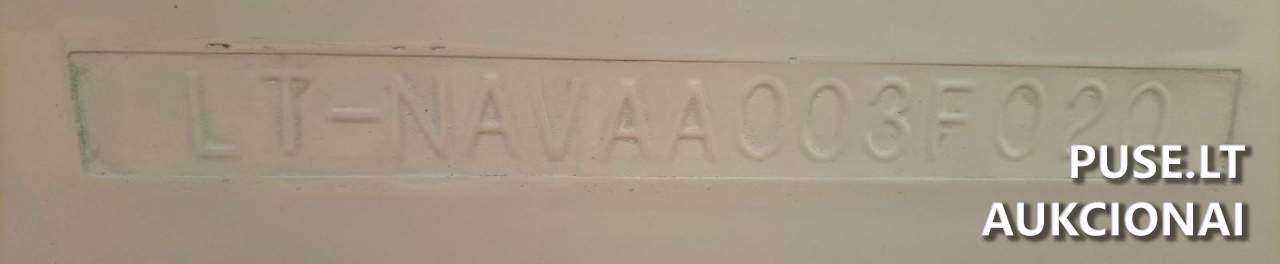 LT-NAVAA003F020
PUSE.LT
AUKCIONAI